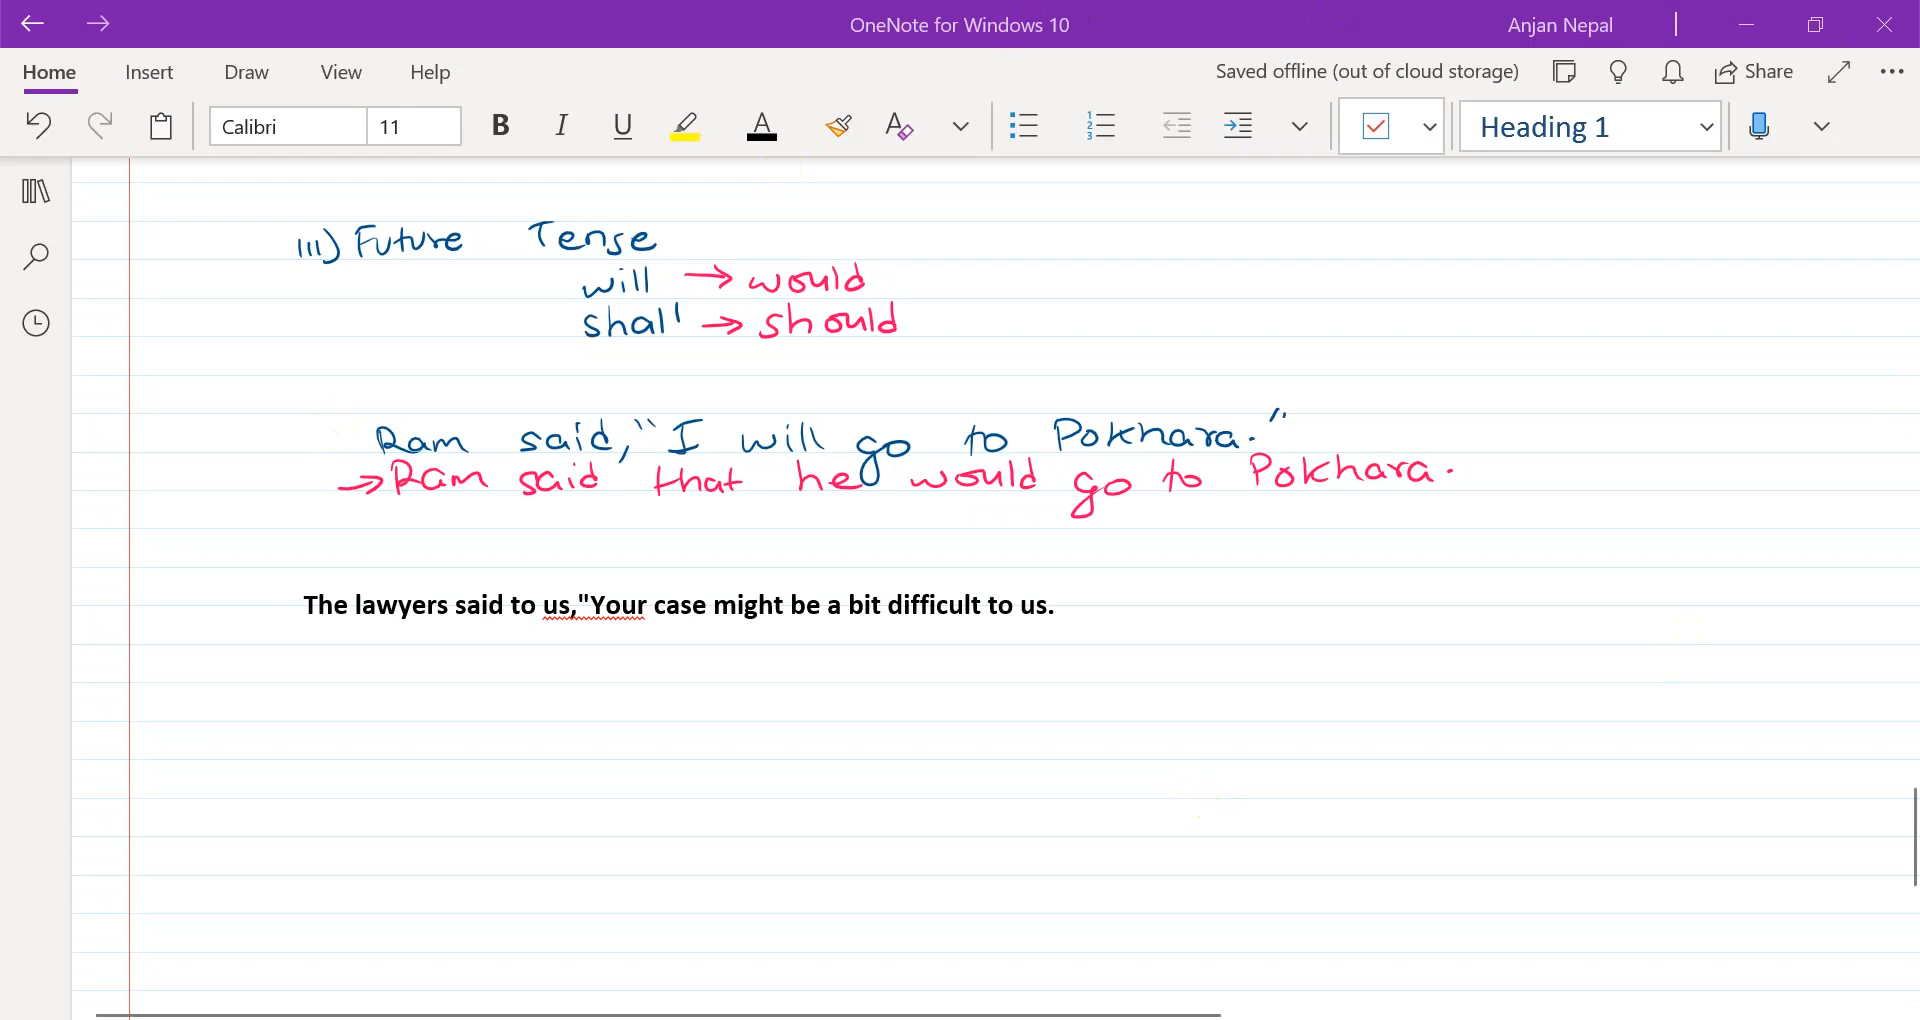 OneNote for Windows 10
Anjan Nepal
Home Insert Draw View Help
Saved offline (out of cloud storage)
Share
Calibri 11 B I U A A
Heading 1
III) Future Tense
will → would
shall → should
Ram said, "I will go to Pokhara."
→ Ram said that he would go to Pokhara.
The lawyers said to us,"Your case might be a bit difficult to us.